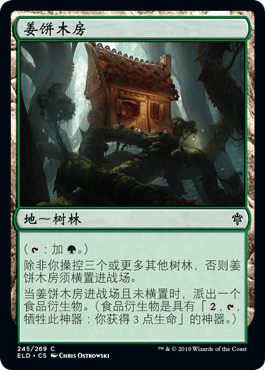 姜饼木房
地～树林
（：加。）
除非你操控三个或更多其他树林，否则姜
饼木房须横置进战场。
当姜饼木房进战场且未横置时，派出一个
食品衍生物。（食品衍生物是具有「2，，
牺牲此神器：你获得3点生命」的神器。）
245/269 C
ELD • CS CHRIS OSTROWSKI
™ & © 2019 Wizards of the Coast